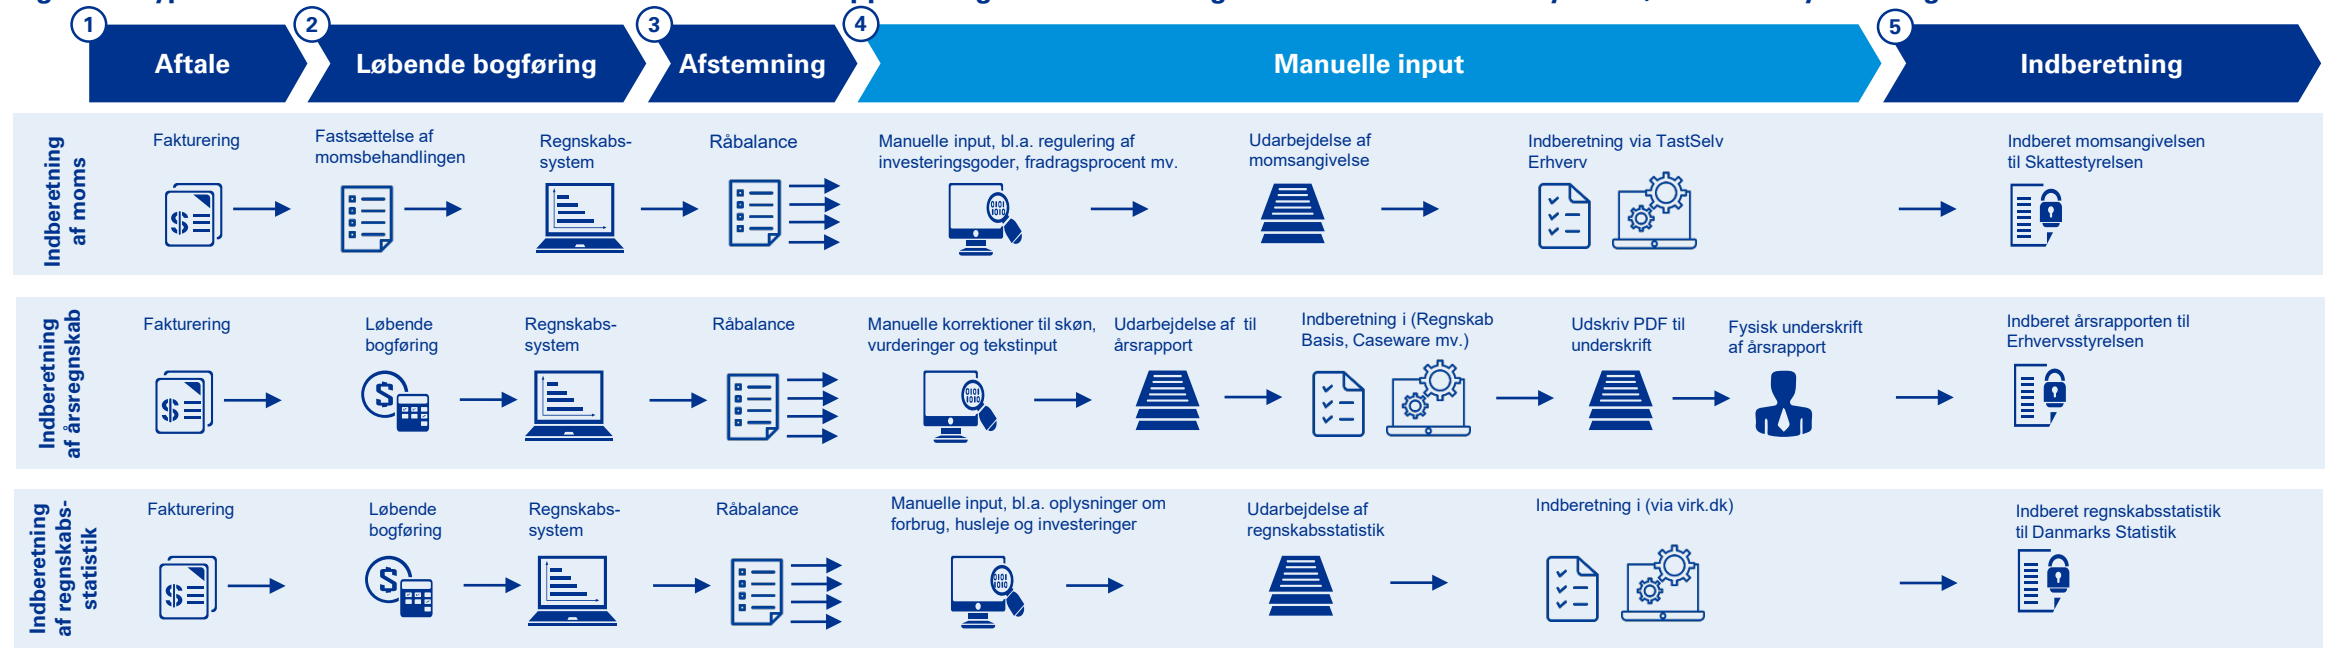 1
2
3
4
5
Aftale
Løbende bogføring
Afstemning
Manuelle input
Indberetning
Indberetning
af moms
Fakturering
Fastsættelse af
momsbehandlingen
Regnskabs-
system
Råbalance
Manuelle input, bl.a. regulering af
investeringsgoder, fradragsprocent mv.
Udarbejdelse af
momsangivelse
Indberetning via TastSelv
Erhverv
Indberet momsangivelsen
til Skattestyrelsen
Indberetning
af årsregnskab
Fakturering
Løbende
bogføring
Regnskabs-
system
Råbalance
Manuelle korrektioner til skøn,
vurderinger og tekstinput
Udarbejdelse af til
årsrapport
Indberetning i (Regnskab
Basis, Caseware mv.)
Udskriv PDF til
underskrift
Fysisk underskrift
af årsrapport
Indberet årsrapporten til
Erhvervsstyrelsen
Indberetning
af regnskabs-
statistik
Fakturering
Løbende
bogføring
Regnskabs-
system
Råbalance
Manuelle input, bl.a. oplysninger om
forbrug, husleje og investeringer
Udarbejdelse af
regnskabsstatistik
Indberetning i (via virk.dk)
Indberet regnskabsstatistik
til Danmarks Statistik